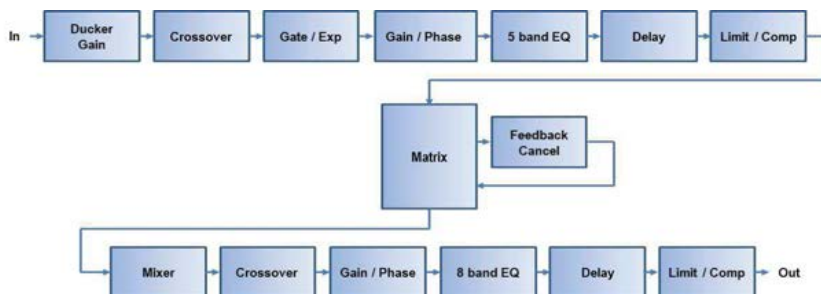 In
Ducker
Gain
Crossover
Gate / Exp
Gain / Phase
5 band EQ
Delay
Limit / Comp
Matrix
Feedback
Cancel
Mixer
Crossover
Gain / Phase
8 band EQ
Delay
Limit / Comp
Out